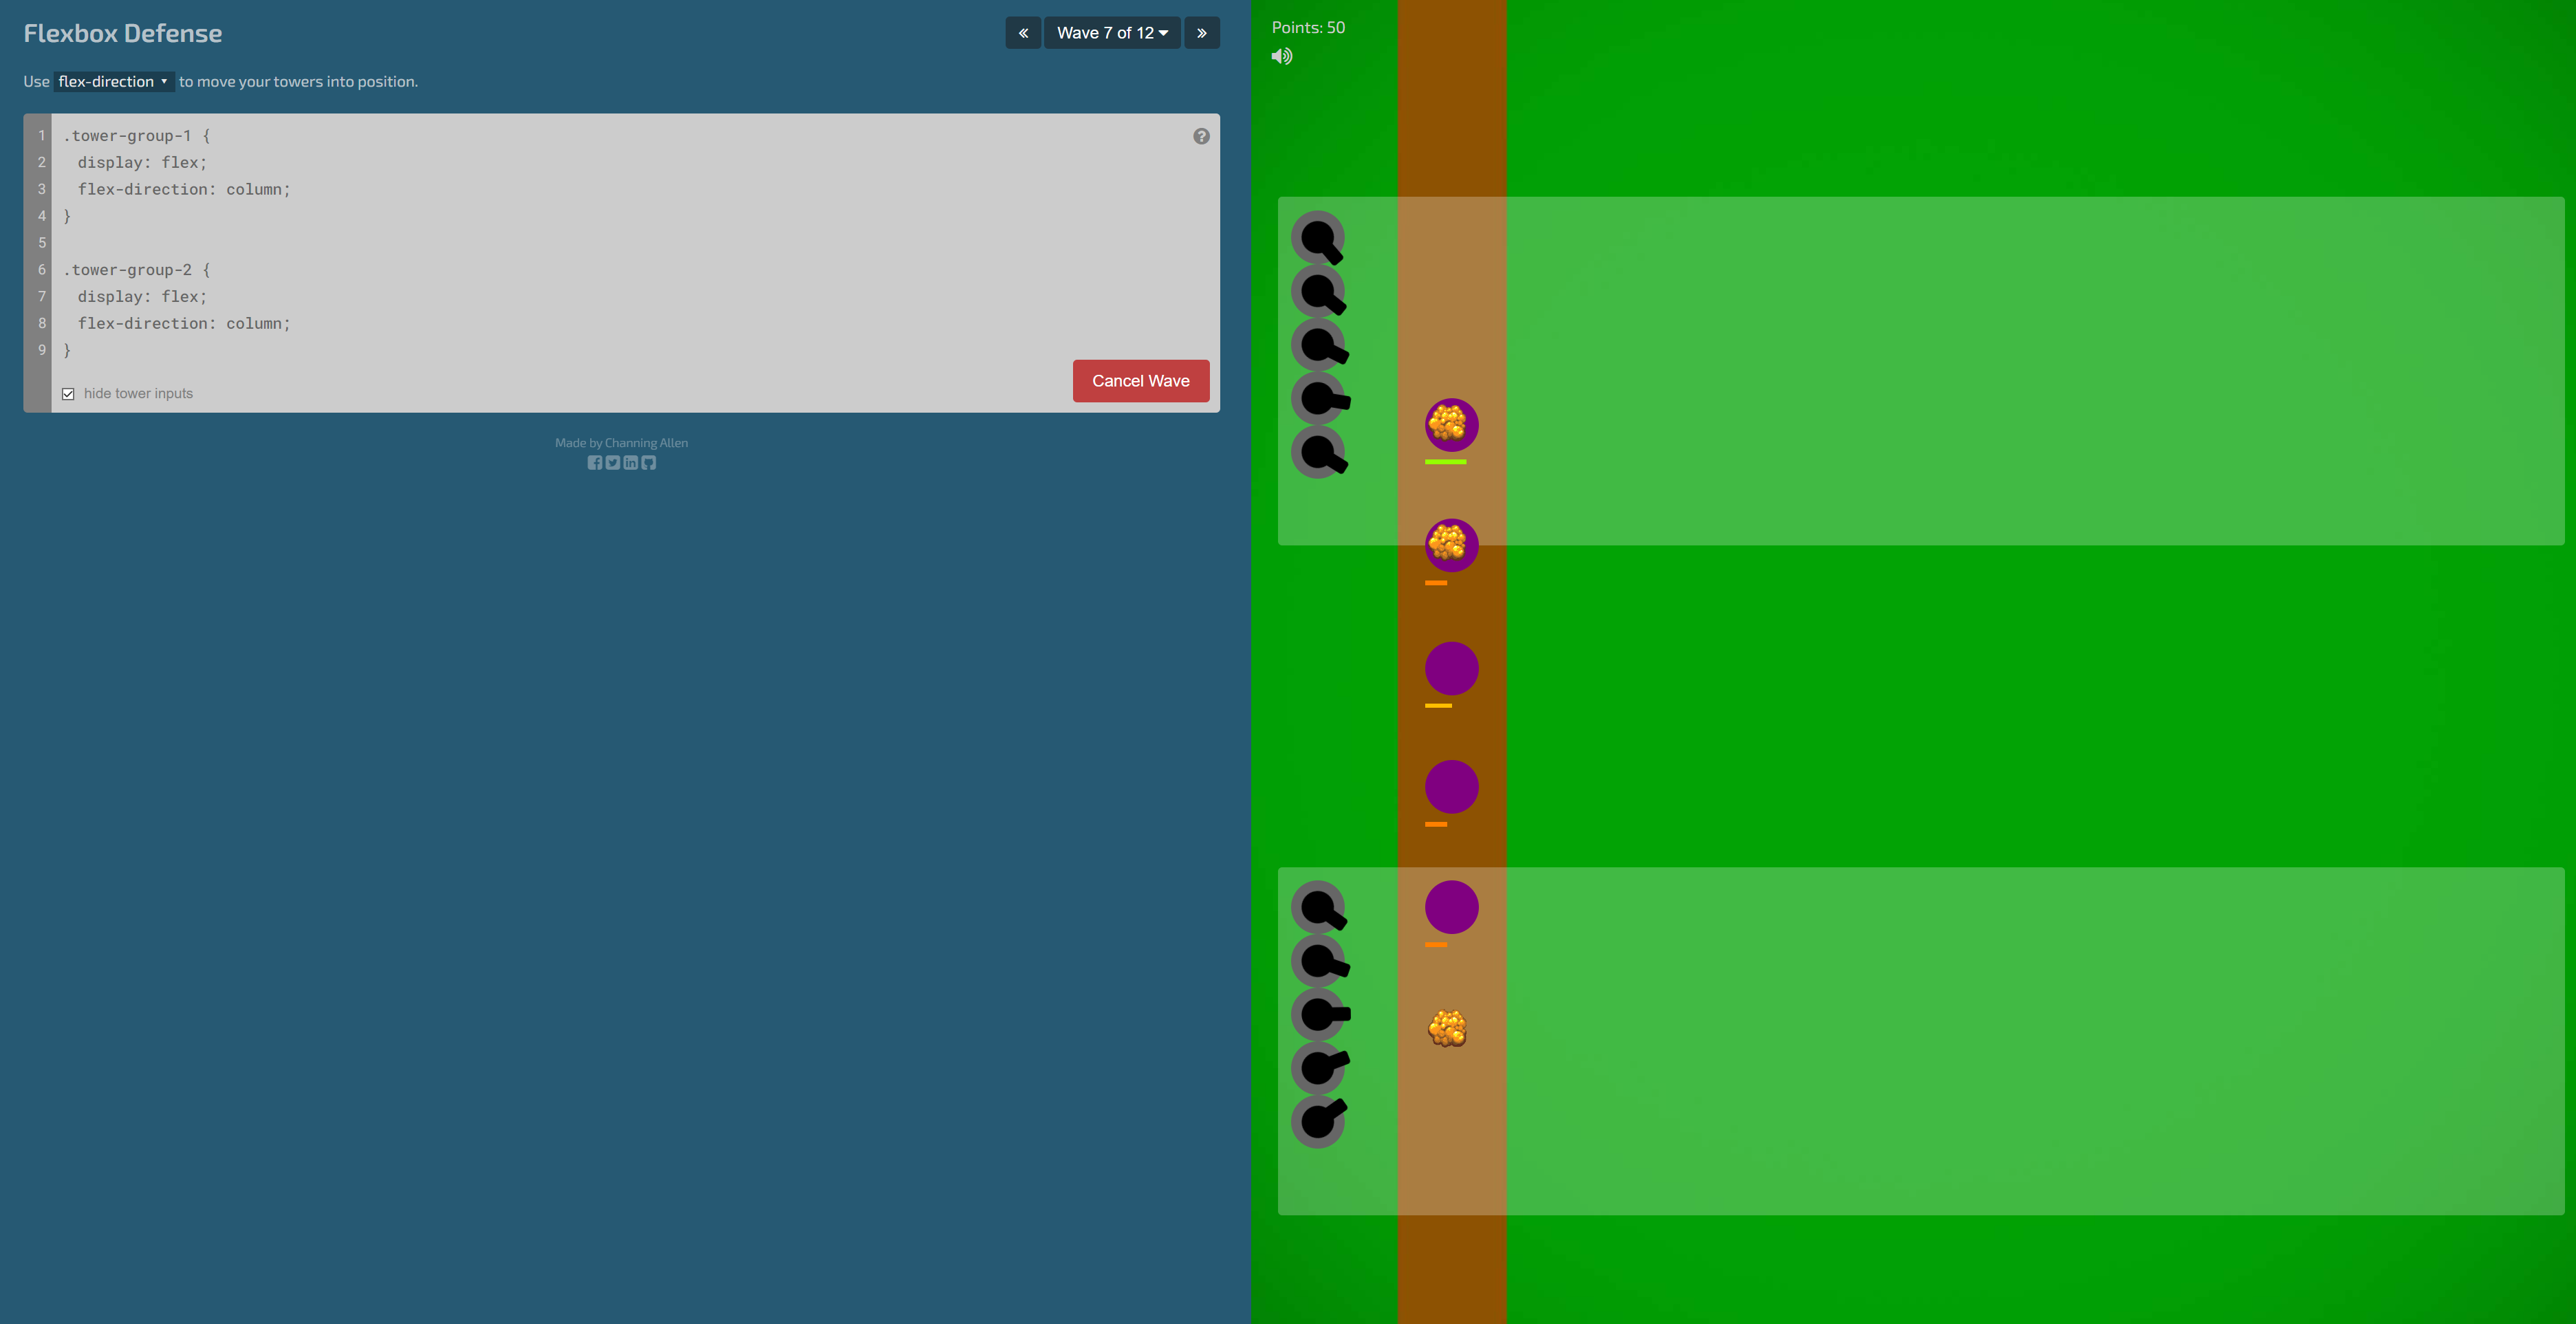 Flexbox Defense
« Wave 7 of 12 »
Use flex-direction to move your towers into position.
1 .tower-group-1 {
2 display: flex;
3 flex-direction: column;
4 }
5
6 .tower-group-2 {
7 display: flex;
8 flex-direction: column;
9 }
?
Cancel Wave
hide tower inputs
Made by Channing Allen
Points: 50